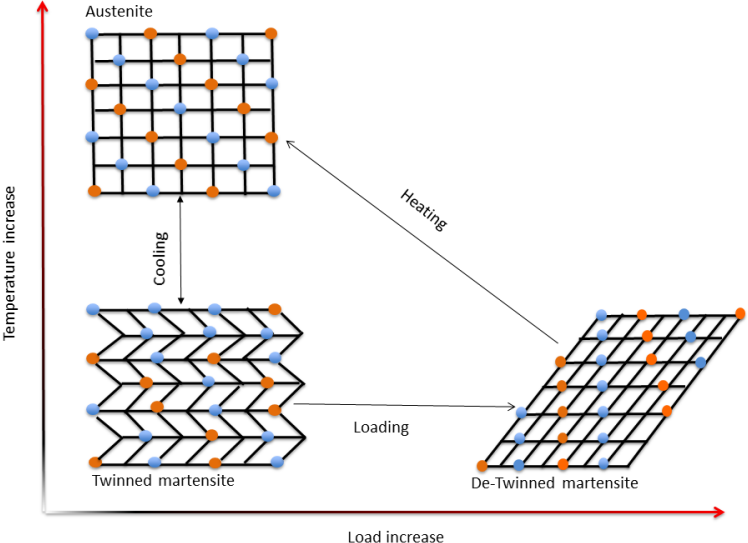 Austenite
Temperature increase
Cooling
Heating
Loading
Twinned martensite
De-Twinned martensite
Load increase